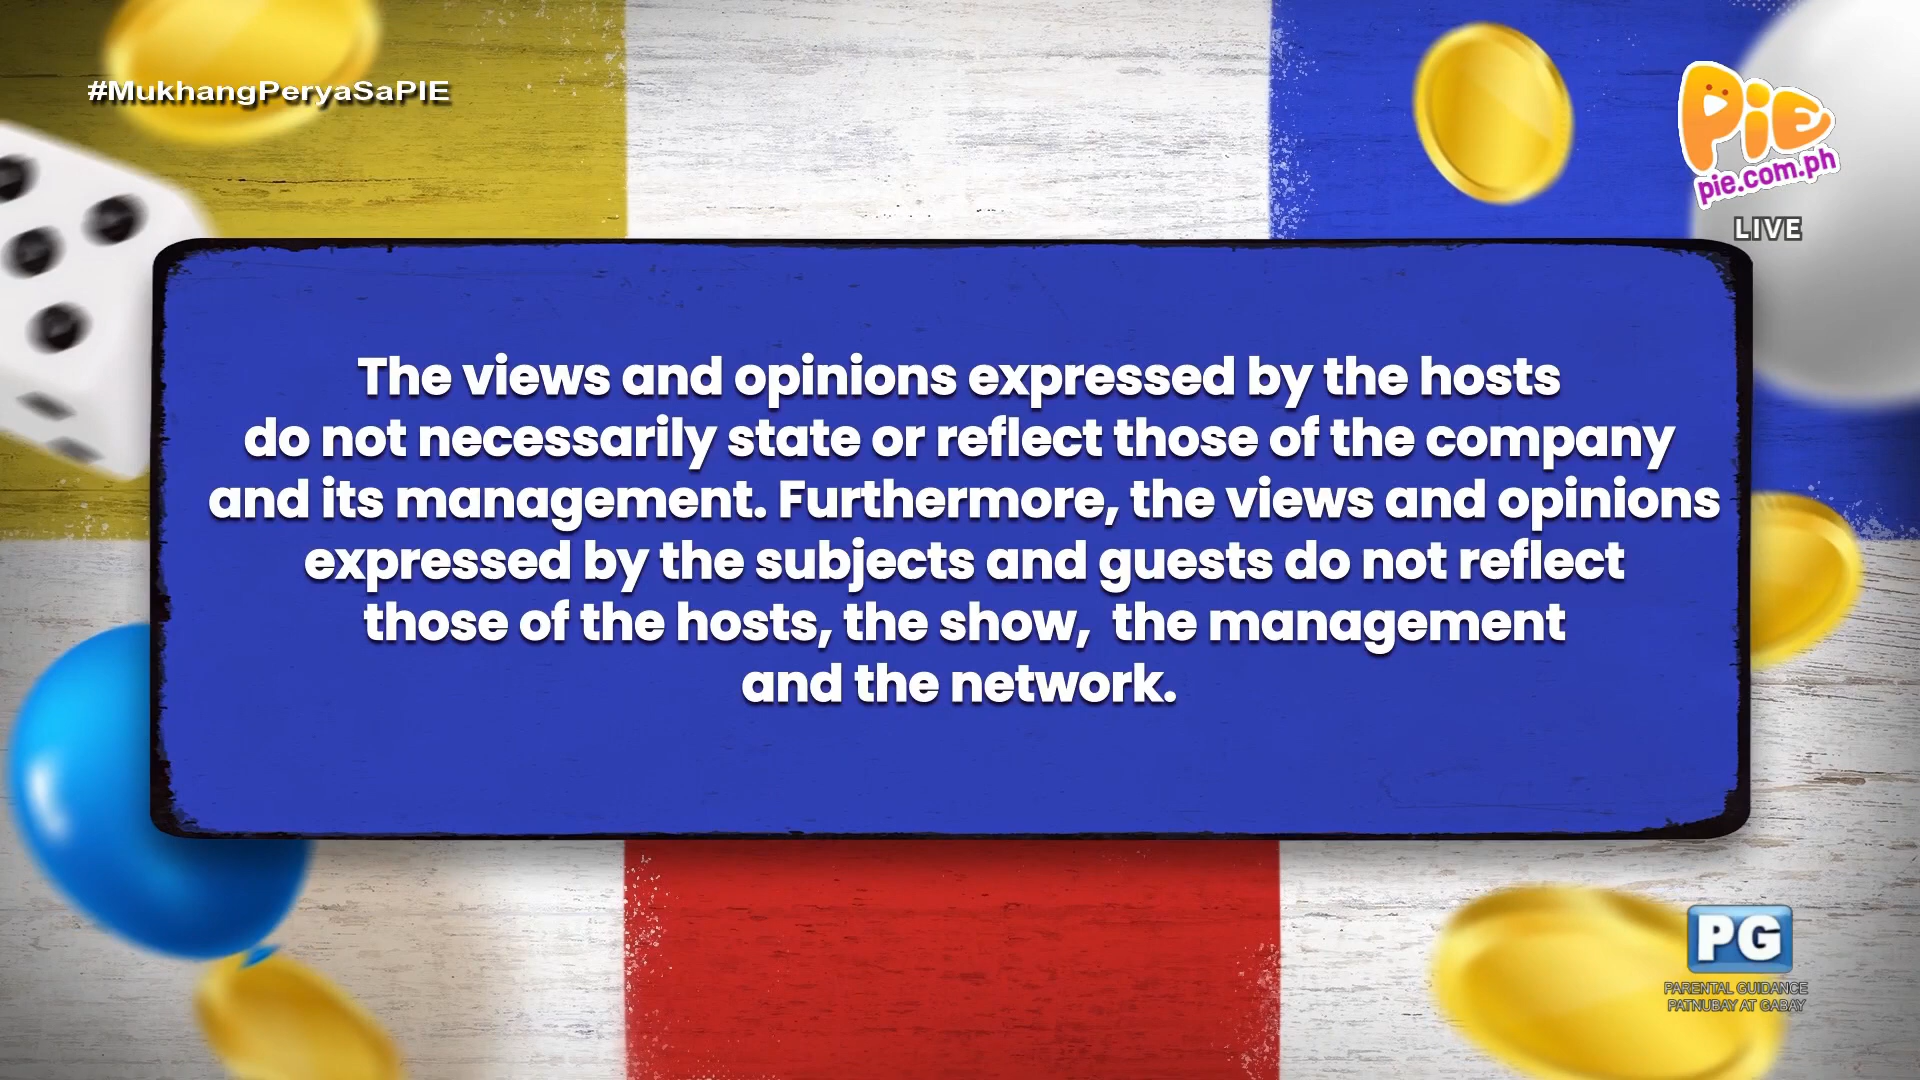 #MukhangPeryaSaPIE
PiE
pie.com.ph
LIVE
The views and opinions expressed by the hosts
do not necessarily state or reflect those of the company
and its management. Furthermore, the views and opinions
expressed by the subjects and guests do not reflect
those of the hosts, the show,  the management
and the network.
PG
PARENTAL GUIDANCE
PATNUBAY AT GABAY